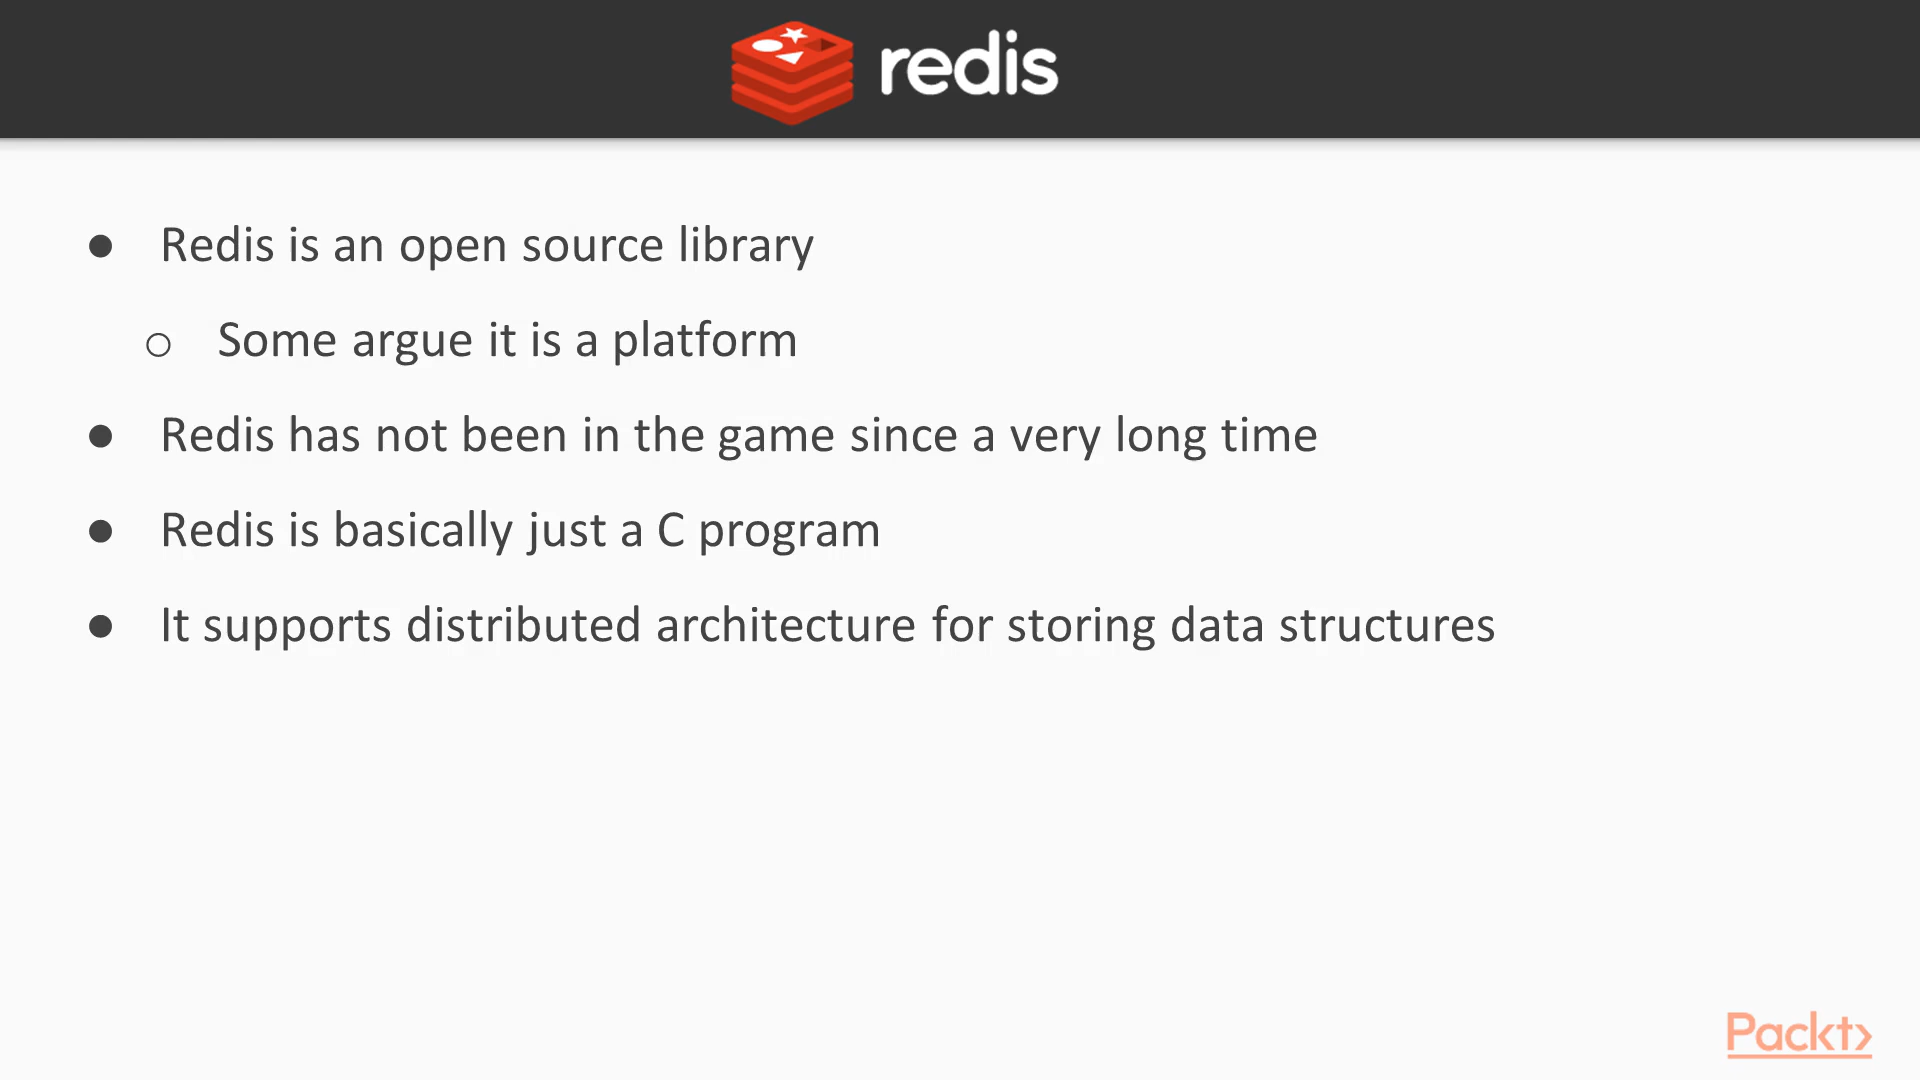 redis
● Redis is an open source library
○ Some argue it is a platform
● Redis has not been in the game since a very long time
● Redis is basically just a C program
● It supports distributed architecture for storing data structures
Packt>